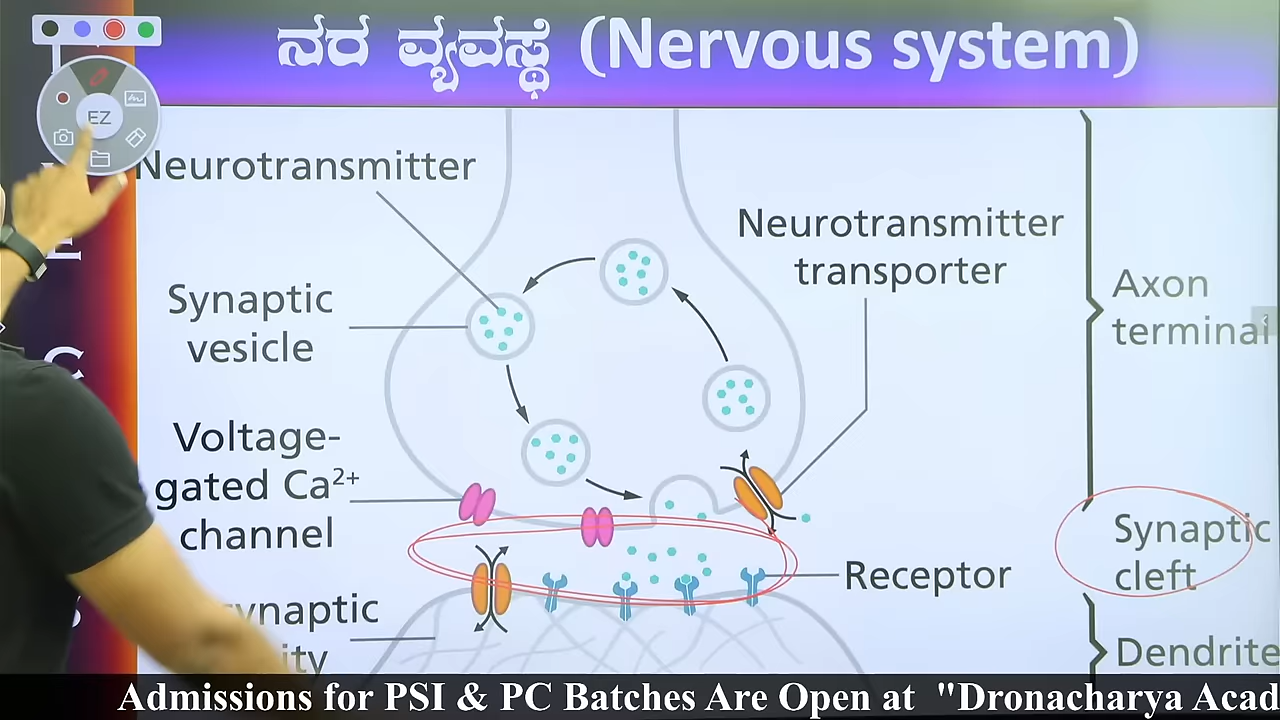 ನರ ವ್ಯವಸ್ಥೆ (Nervous system)
EZ
Neurotransmitter
Neurotransmitter
transporter
Synaptic
vesicle
Axon
terminal
Voltage-
gated Ca²⁺
channel
Synaptic
cleft
Receptor
Dendrite
Admissions for PSI & PC Batches Are Open at "Dronacharya Acad